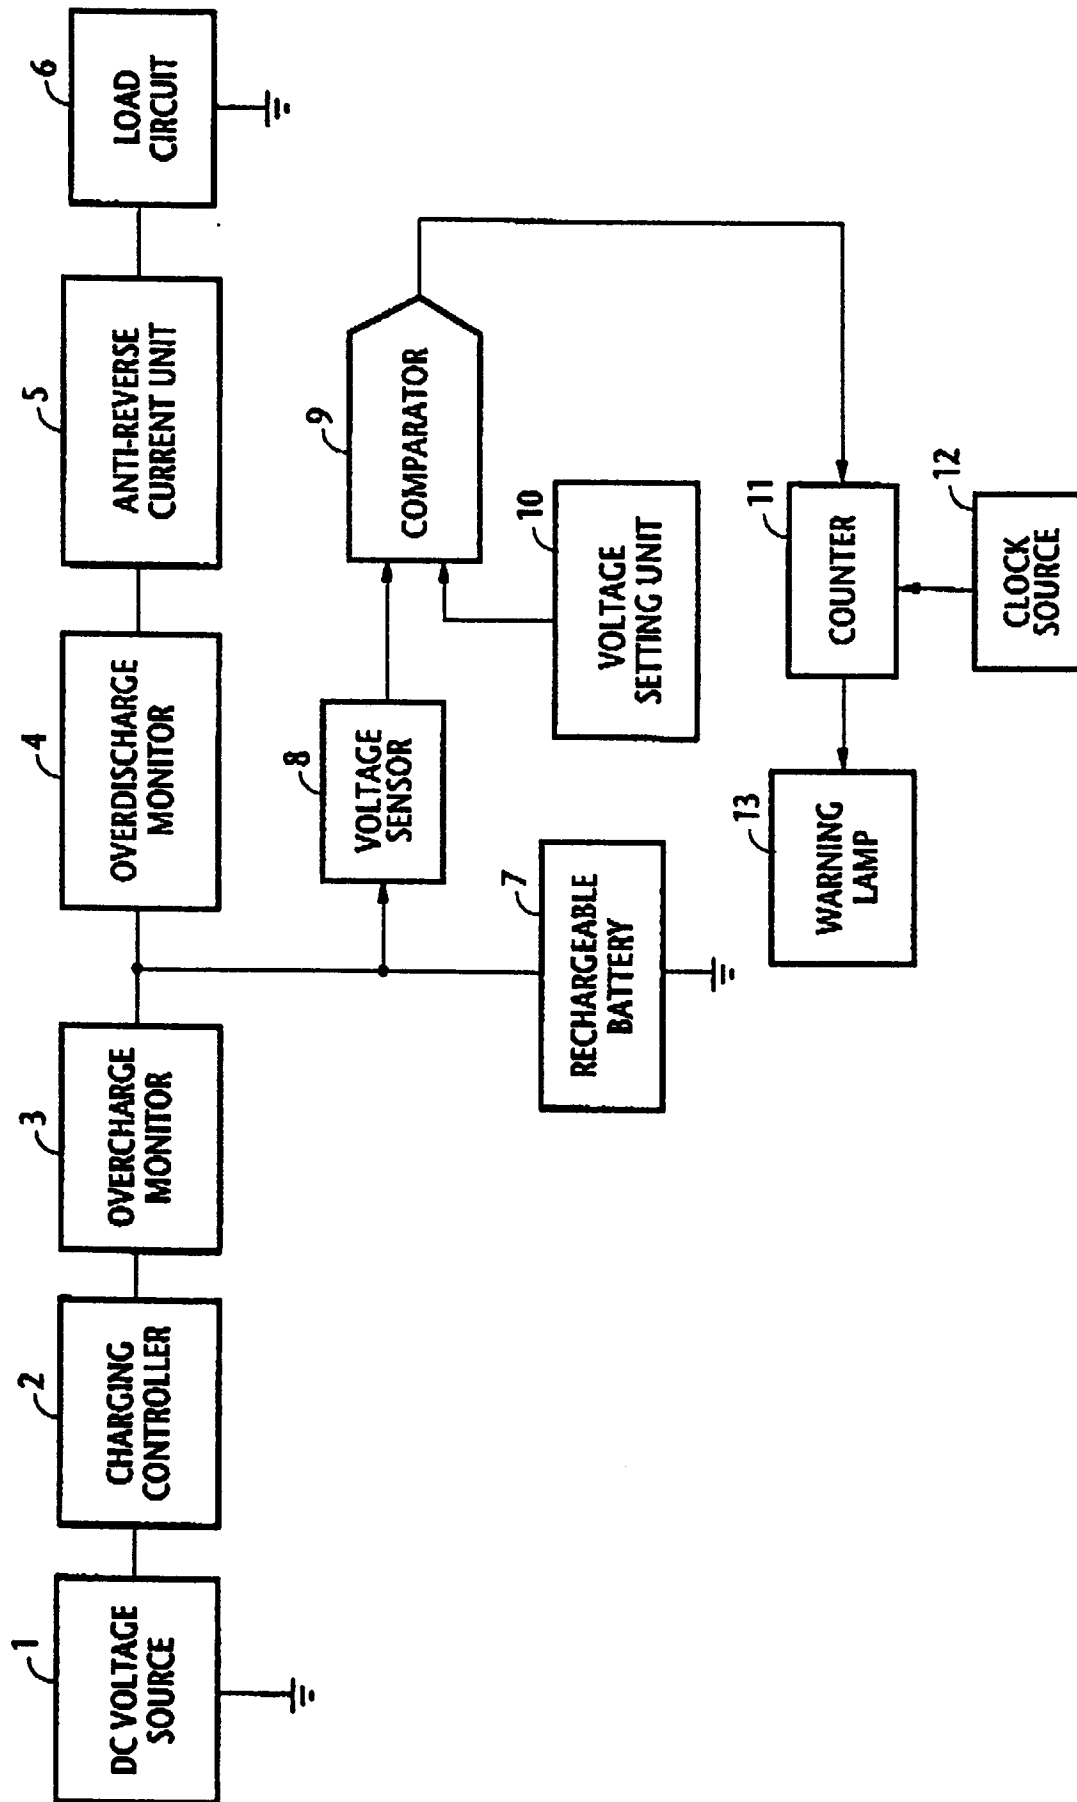 1
DC VOLTAGE
SOURCE
2
CHARGING
CONTROLLER
3
OVERCHARGE
MONITOR
4
OVERDISCHARGE
MONITOR
5
ANTI-REVERSE
CURRENT UNIT
6
LOAD
CIRCUIT
7
RECHARGEABLE
BATTERY
8
VOLTAGE
SENSOR
9
COMPARATOR
10
VOLTAGE
SETTING UNIT
11
COUNTER
12
CLOCK
SOURCE
13
WARNING
LAMP